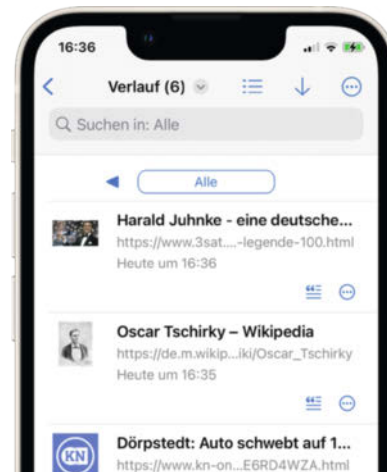 16:36
Verlauf (6)
Suchen in: Alle
Alle
Harald Juhnke - eine deutsche...
https://www.3sat....-legende-100.html
Heute um 16:36
Oscar Tschirky – Wikipedia
https://de.m.wikip...iki/Oscar_Tschirky
Heute um 16:35
KN
Dörpstedt: Auto schwebt auf 1...
https://www.kn-on...E6RD4WZA.html